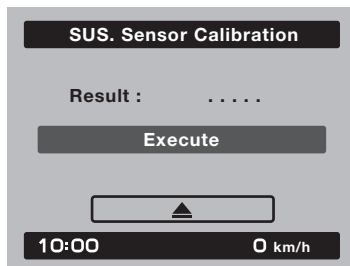 SUS. Sensor Calibration
Result : .....
Execute
10:00 0 km/h